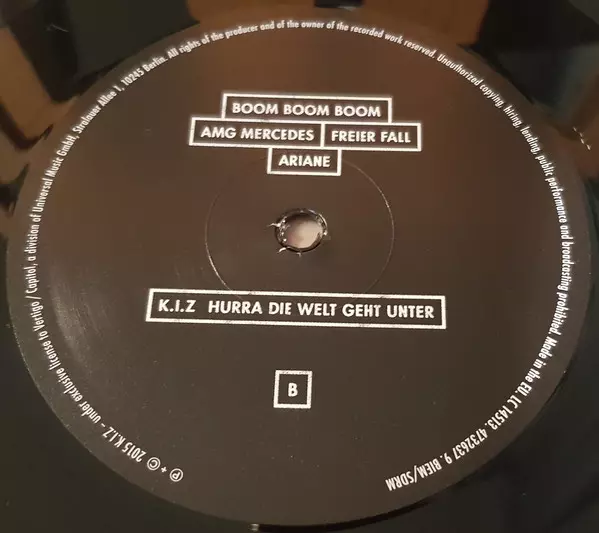 BOOM BOOM BOOM
AMG MERCEDES FREIER FALL
ARIANE
K.I.Z HURRA DIE WELT GEHT UNTER
B
℗ + © 2015 K.I.Z – under exclusive license to Vertigo / Capitol, a division of Universal Music GmbH, Stralauer Allee 1, 10245 Berlin. All rights of the producer and of the owner of the recorded work reserved. Unauthorized copying, hiring, lending, public performance and broadcasting prohibited. Made in the EU. LC 14513. 4732637 9. BIEM/SDRM